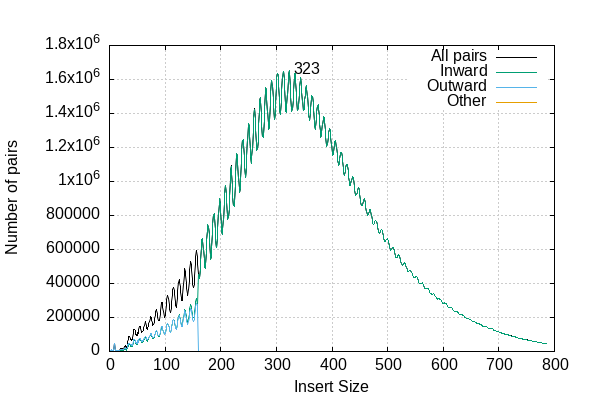 1.8x10^6
1.6x10^6
1.4x10^6
1.2x10^6
1x10^6
800000
600000
400000
200000
0
Number of pairs
323
All pairs
Inward
Outward
Other
0 100 200 300 400 500 600 700 800
Insert Size